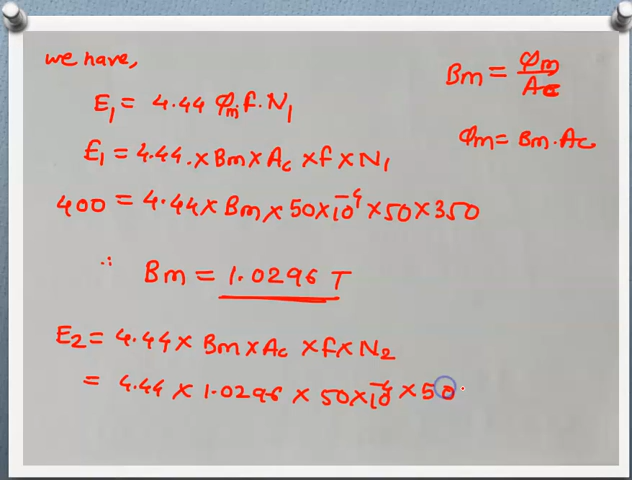 we have,
E₁ = 4.44 φm.f.N₁
E₁ = 4.44.×Bm×Ac×f×N₁
400 = 4.44×Bm×50×10⁻⁴×50×350
∴ Bm = 1.0296 T
E₂ = 4.44×Bm×Ac×f×N₂
= 4.44×1.0296×50×10⁻⁴×50
Bm = φm/Ac
φm = Bm.Ac